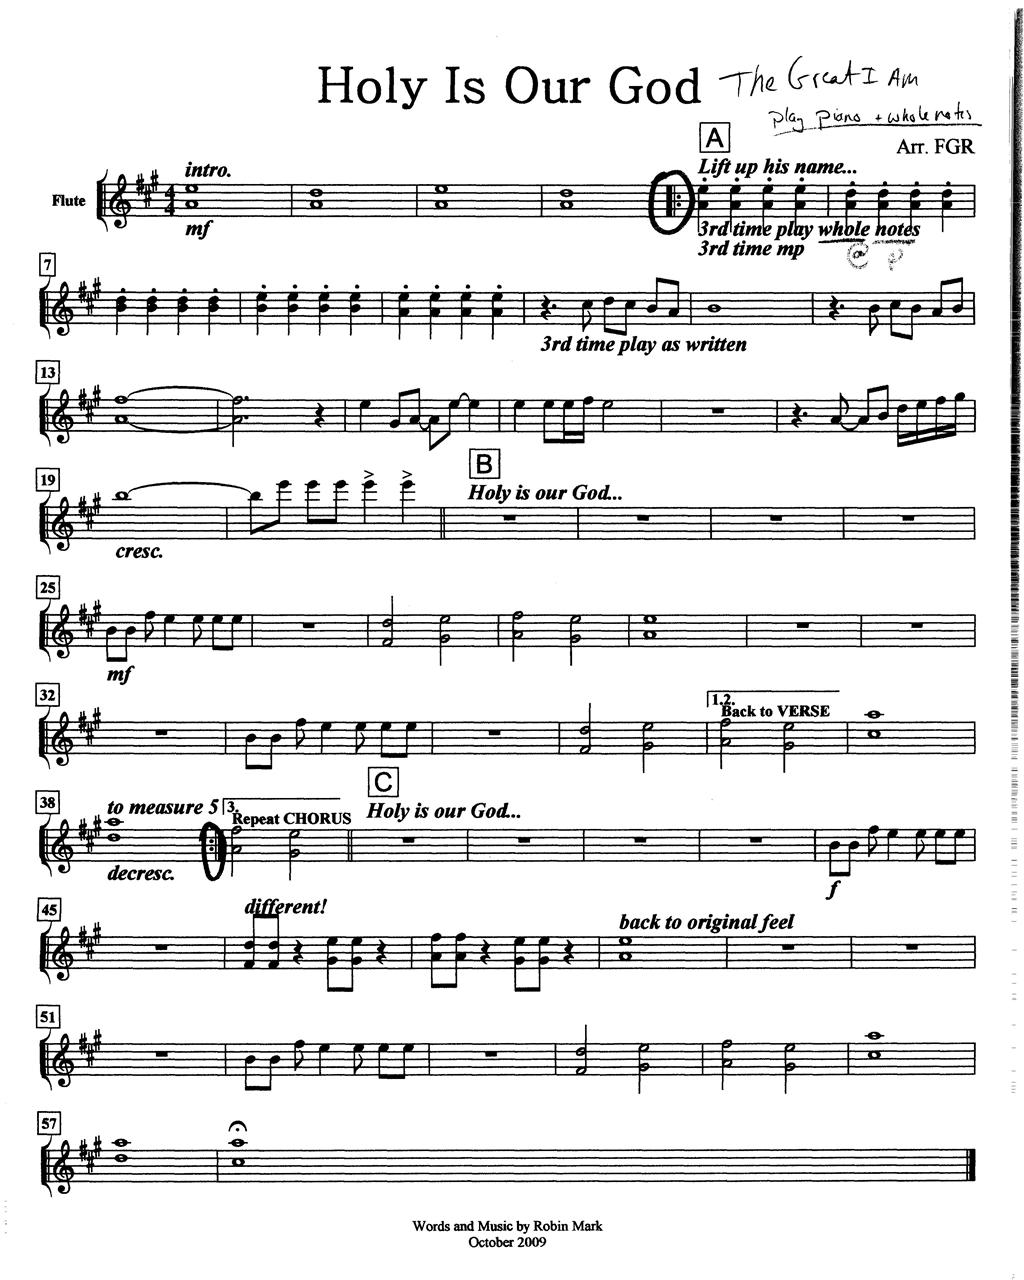 Holy Is Our God The Great I Am
play piano + whole notes
A
Arr. FGR
intro.
Lift up his name...
Flute
mf
3rd time play whole notes
3rd time mp
@ p
7
3rd time play as written
13
19
B
Holy is our God...
cresc.
25
mf
32
1.2.
Back to VERSE
38
to measure 5
3.
Repeat CHORUS
C
Holy is our God...
decresc.
f
45
different!
back to original feel
51
57
Words and Music by Robin Mark
October 2009